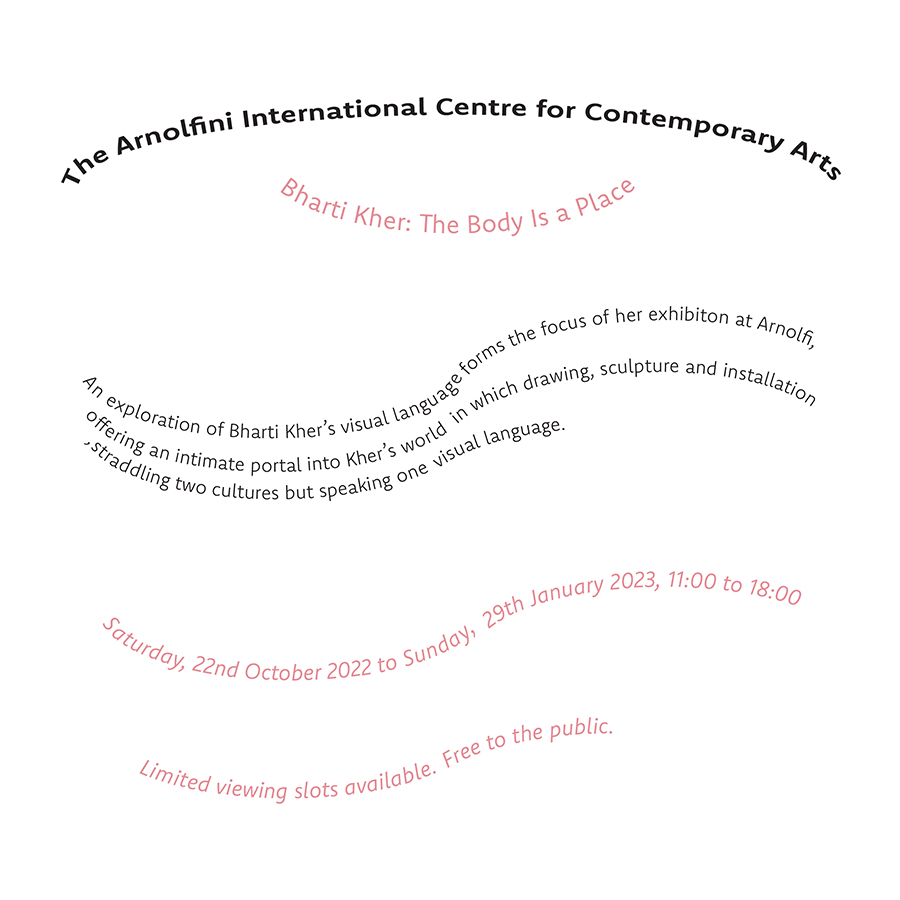 The Arnolfini International Centre for Contemporary Arts
Bharti Kher: The Body Is a Place
An exploration of Bharti Kher’s visual language forms the focus of her exhibiton at Arnolfi,
offering an intimate portal into Kher’s world in which drawing, sculpture and installation
,straddling two cultures but speaking one visual language.
Saturday, 22nd October 2022 to Sunday, 29th January 2023, 11:00 to 18:00
Limited viewing slots available. Free to the public.